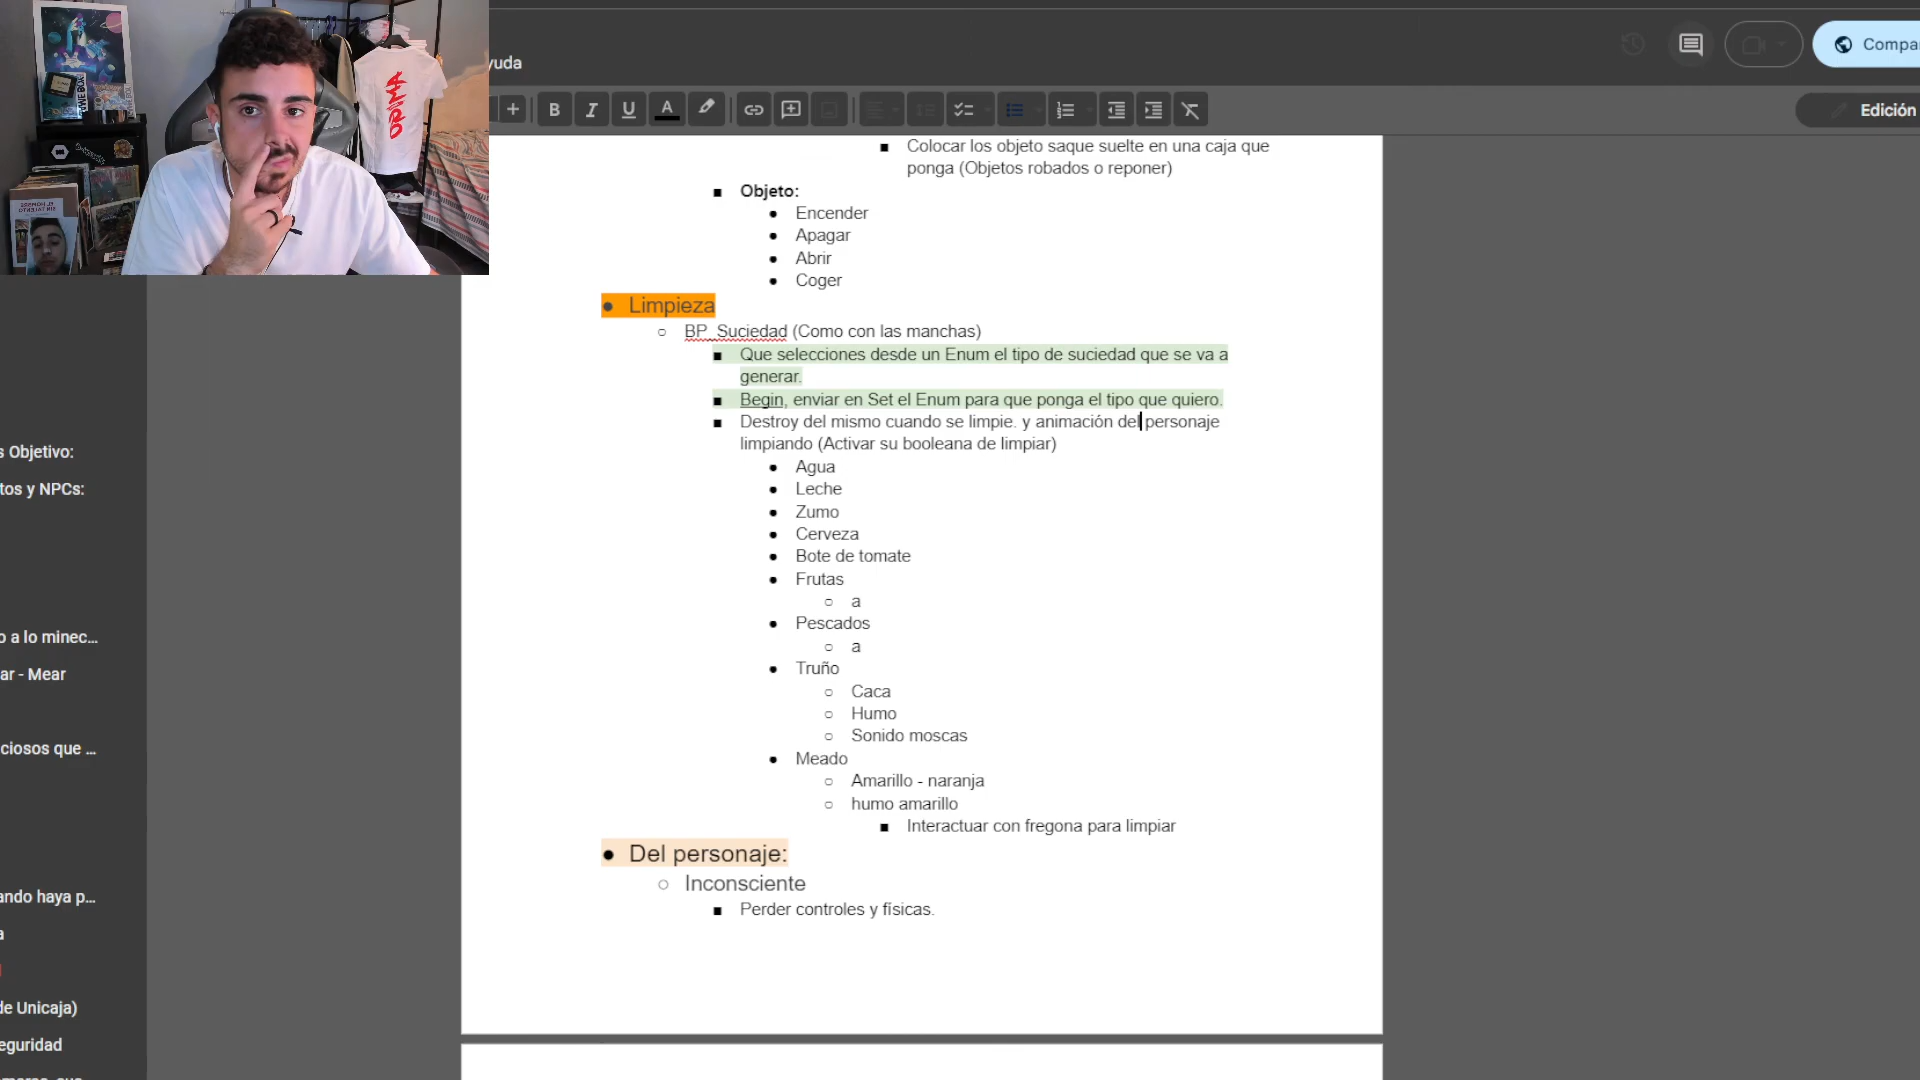 yuda
Compar
Edición
Colocar los objeto saque suelte en una caja que
ponga (Objetos robados o reponer)
Objeto:
Encender
Apagar
Abrir
Coger
Limpieza
BP_Suciedad (Como con las manchas)
Que selecciones desde un Enum el tipo de suciedad que se va a
generar.
Begin, enviar en Set el Enum para que ponga el tipo que quiero.
Destroy del mismo cuando se limpie. y animación del personaje
limpiando (Activar su booleana de limpiar)
Agua
Leche
Zumo
Cerveza
Bote de tomate
Frutas
a
Pescados
a
Truño
Caca
Humo
Sonido moscas
Meado
Amarillo - naranja
humo amarillo
Interactuar con fregona para limpiar
Del personaje:
Inconsciente
Perder controles y físicas.
s Objetivo:
tos y NPCs:
o a lo minec...
ar - Mear
ciosos que ...
ando haya p...
a
de Unicaja)
eguridad